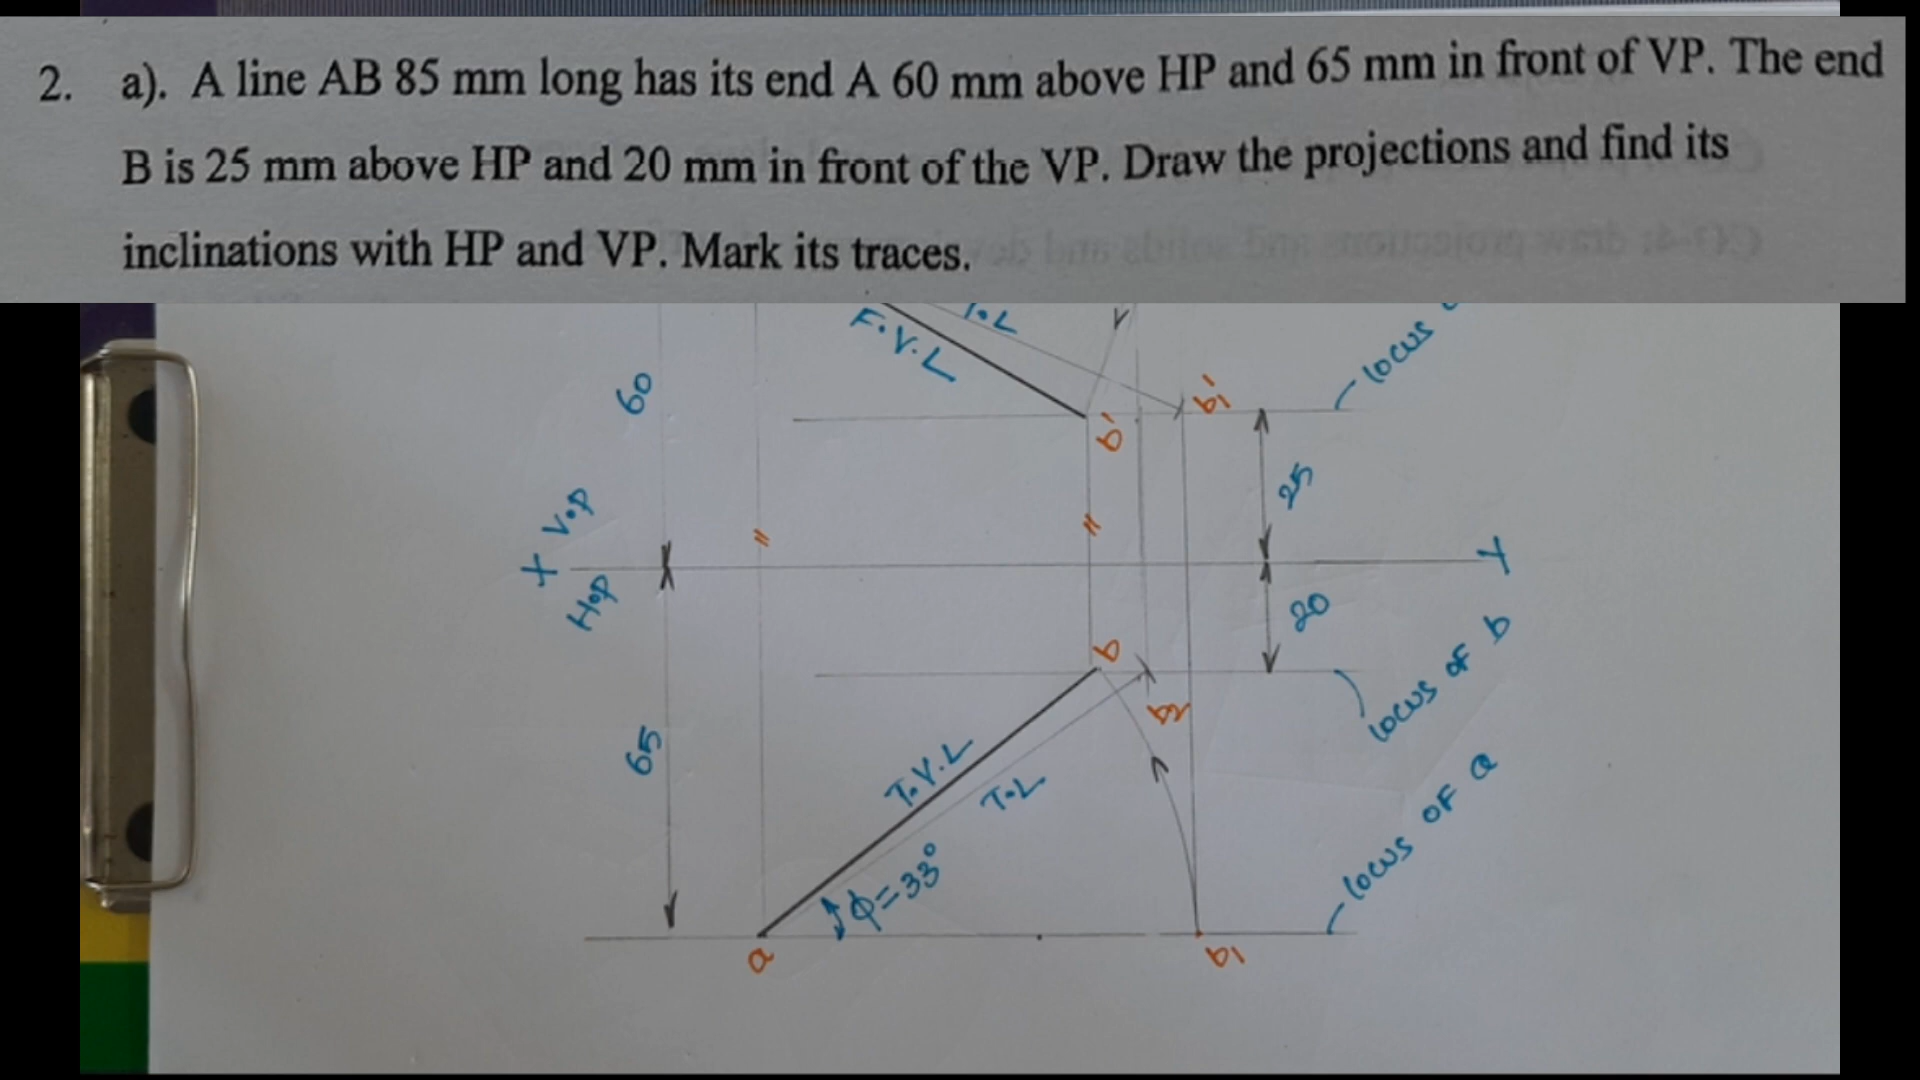 2. a). A line AB 85 mm long has its end A 60 mm above HP and 65 mm in front of VP. The end
B is 25 mm above HP and 20 mm in front of the VP. Draw the projections and find its
inclinations with HP and VP. Mark its traces.
T.L
F.V.L
locus
60
b'
b1'
25
X V.P
H.P
Y
20
b
locus of b
b2
65
T.V.L
T.L
ϕ=33°
locus of a
a
b1